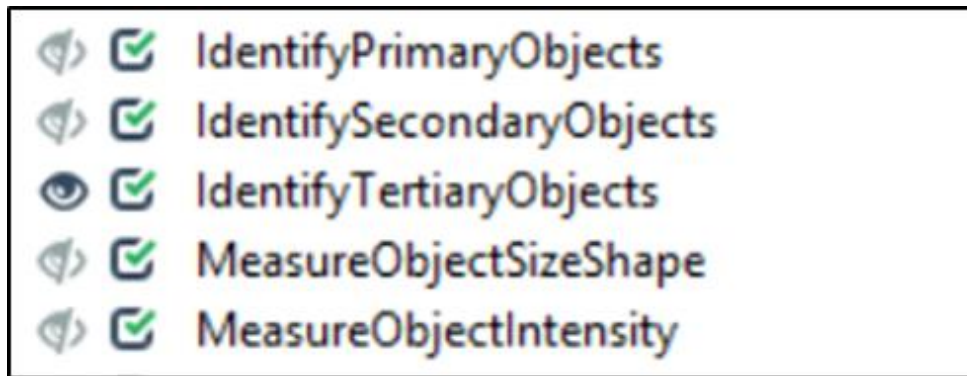 IdentifyPrimaryObjects
IdentifySecondaryObjects
IdentifyTertiaryObjects
MeasureObjectSizeShape
MeasureObjectIntensity